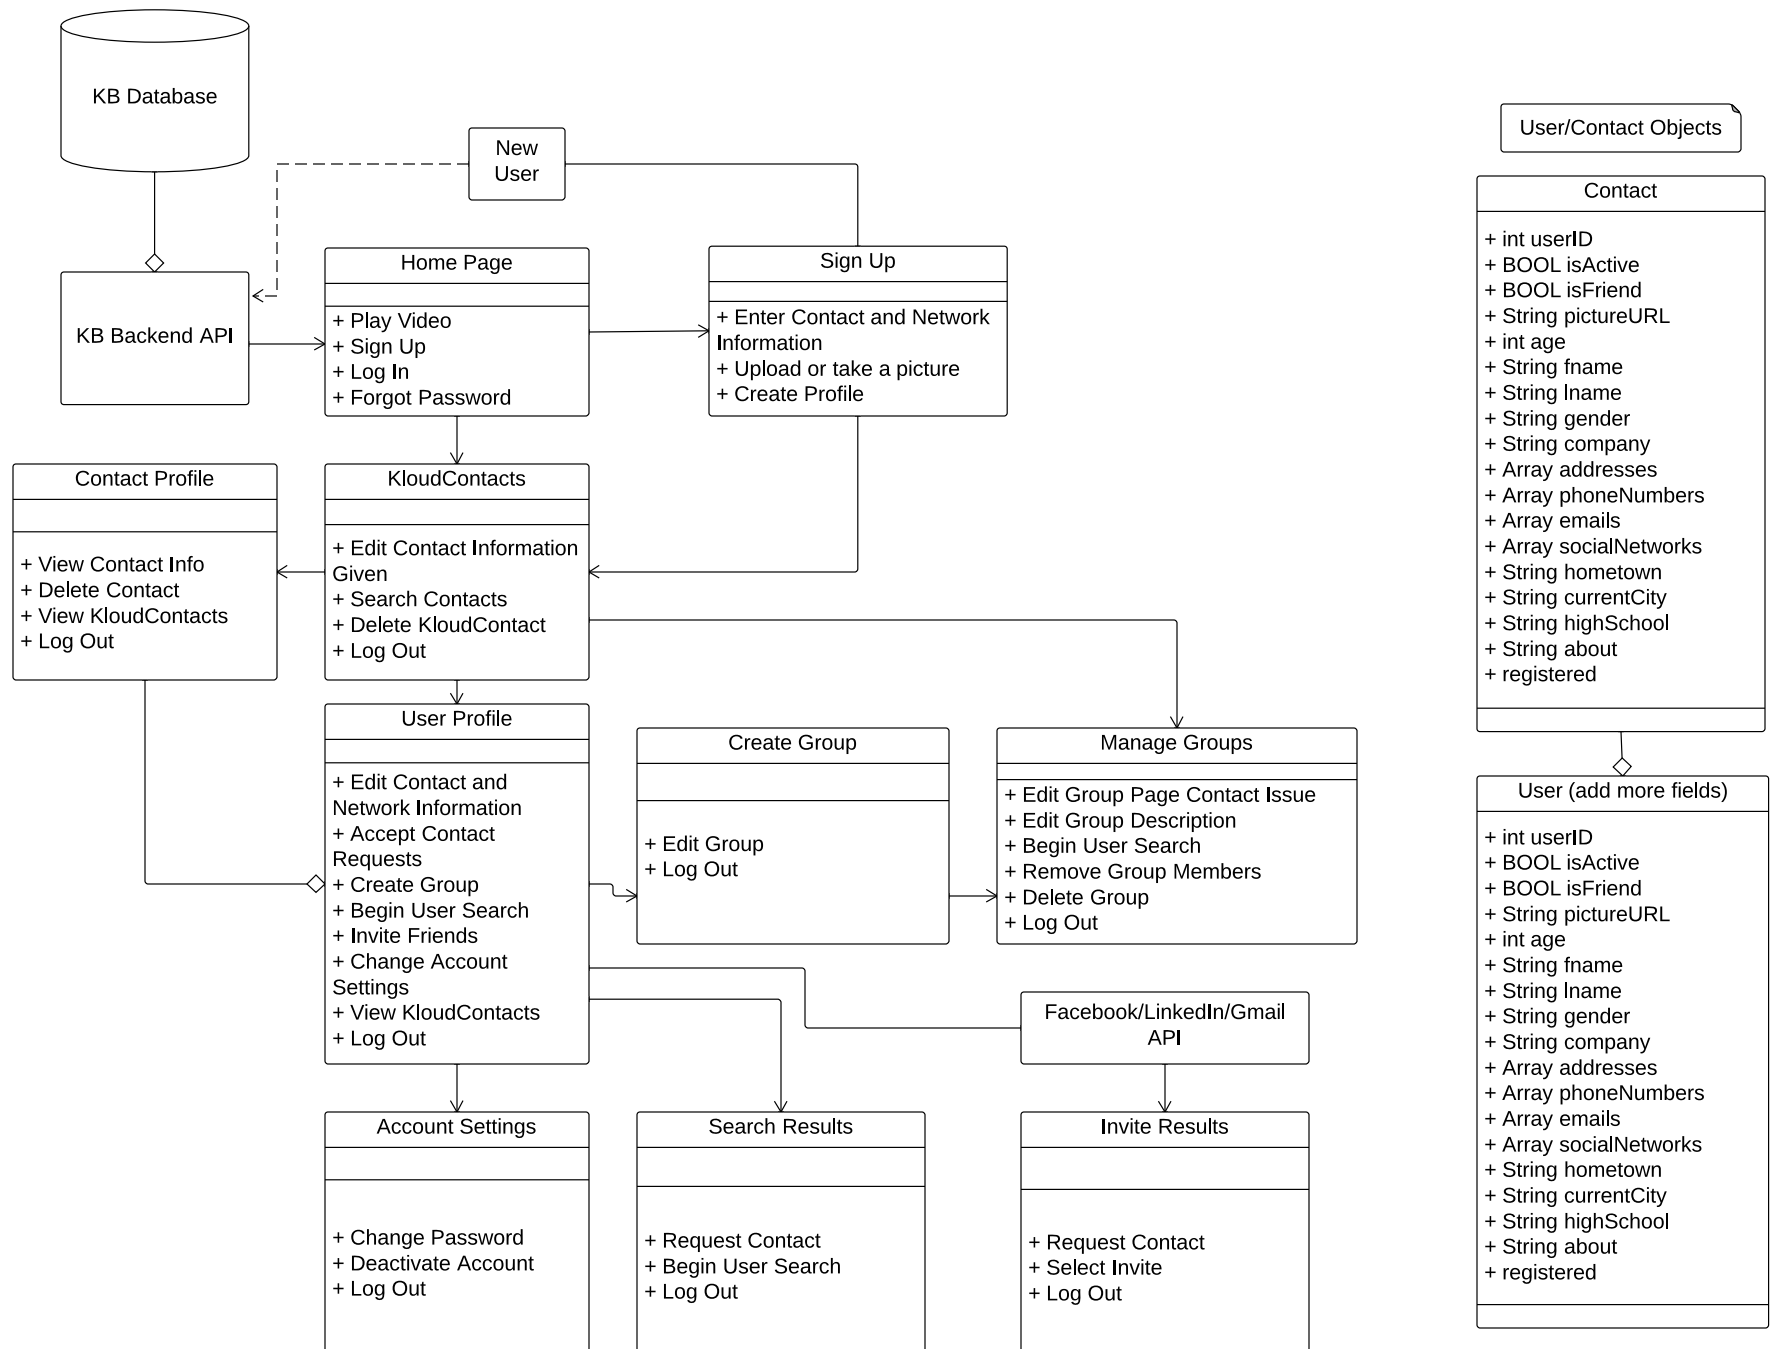 KB Database
New
User
User/Contact Objects
KB Backend API
Home Page
+ Play Video
+ Sign Up
+ Log In
+ Forgot Password
Sign Up
+ Enter Contact and Network
Information
+ Upload or take a picture
+ Create Profile
Contact Profile
+ View Contact Info
+ Delete Contact
+ View KloudContacts
+ Log Out
KloudContacts
+ Edit Contact Information
Given
+ Search Contacts
+ Delete KloudContact
+ Log Out
User Profile
+ Edit Contact and
Network Information
+ Accept Contact
Requests
+ Create Group
+ Begin User Search
+ Invite Friends
+ Change Account
Settings
+ View KloudContacts
+ Log Out
Create Group
+ Edit Group
+ Log Out
Manage Groups
+ Edit Group Page Contact Issue
+ Edit Group Description
+ Begin User Search
+ Remove Group Members
+ Delete Group
+ Log Out
Facebook/LinkedIn/Gmail
API
Account Settings
+ Change Password
+ Deactivate Account
+ Log Out
Search Results
+ Request Contact
+ Begin User Search
+ Log Out
Invite Results
+ Request Contact
+ Select Invite
+ Log Out
Contact
+ int userID
+ BOOL isActive
+ BOOL isFriend
+ String pictureURL
+ int age
+ String fname
+ String lname
+ String gender
+ String company
+ Array addresses
+ Array phoneNumbers
+ Array emails
+ Array socialNetworks
+ String hometown
+ String currentCity
+ String highSchool
+ String about
+ registered
User (add more fields)
+ int userID
+ BOOL isActive
+ BOOL isFriend
+ String pictureURL
+ int age
+ String fname
+ String lname
+ String gender
+ String company
+ Array addresses
+ Array phoneNumbers
+ Array emails
+ Array socialNetworks
+ String hometown
+ String currentCity
+ String highSchool
+ String about
+ registered